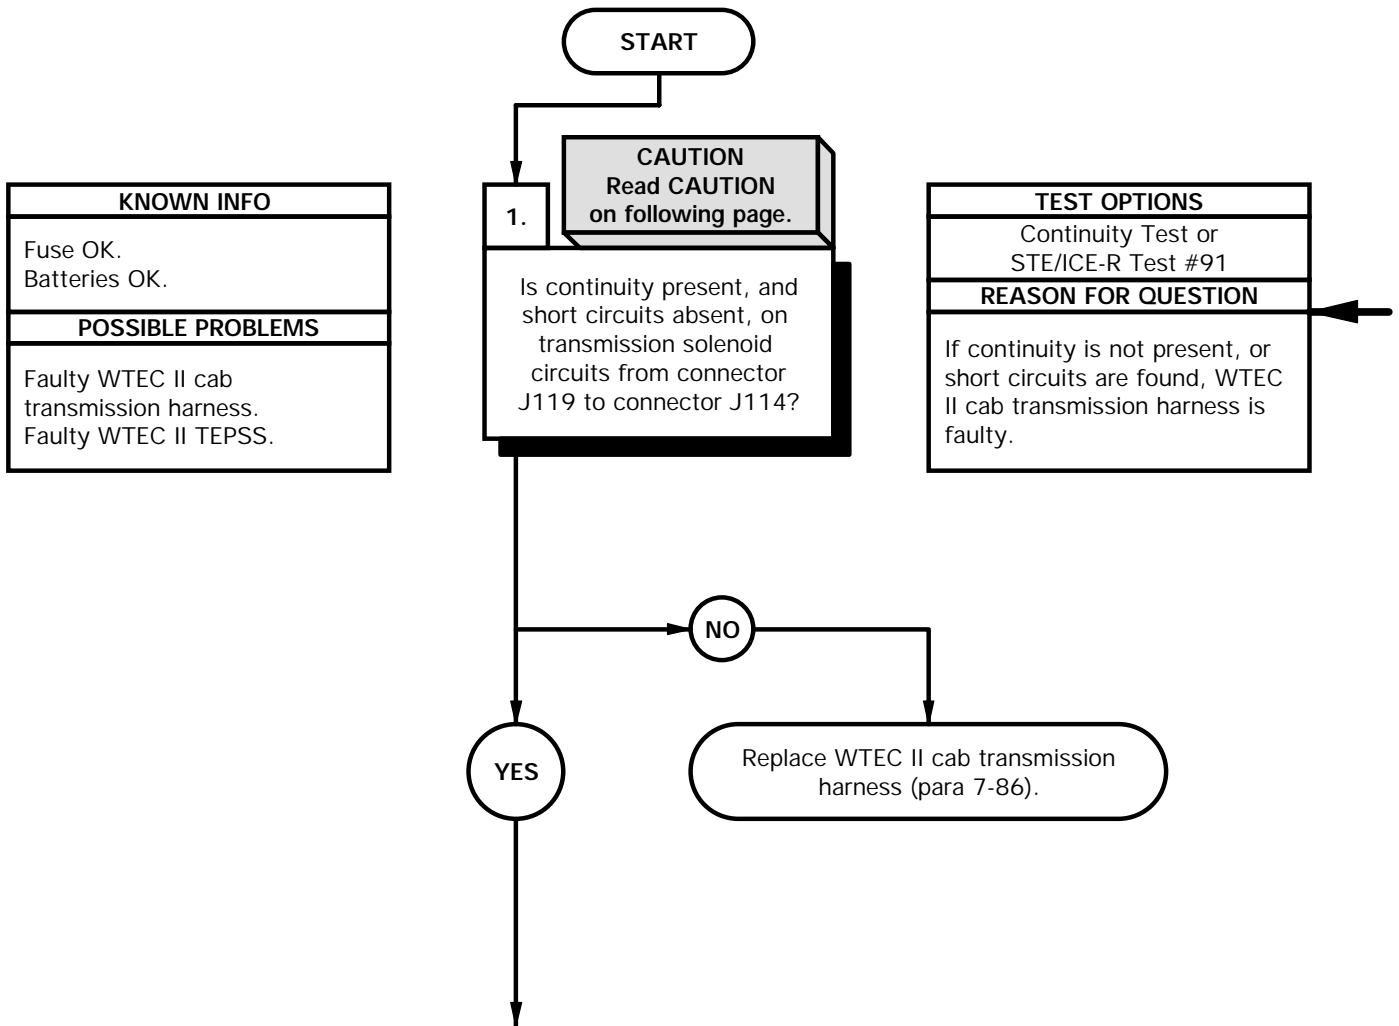 START
KNOWN INFO
Fuse OK.
Batteries OK.
POSSIBLE PROBLEMS
Faulty WTEC II cab
transmission harness.
Faulty WTEC II TEPSS.
1.
CAUTION
Read CAUTION
on following page.
Is continuity present, and
short circuits absent, on
transmission solenoid
circuits from connector
J119 to connector J114?
TEST OPTIONS
Continuity Test or
STE/ICE-R Test #91
REASON FOR QUESTION
If continuity is not present, or
short circuits are found, WTEC
II cab transmission harness is
faulty.
NO
YES
Replace WTEC II cab transmission
harness (para 7-86).